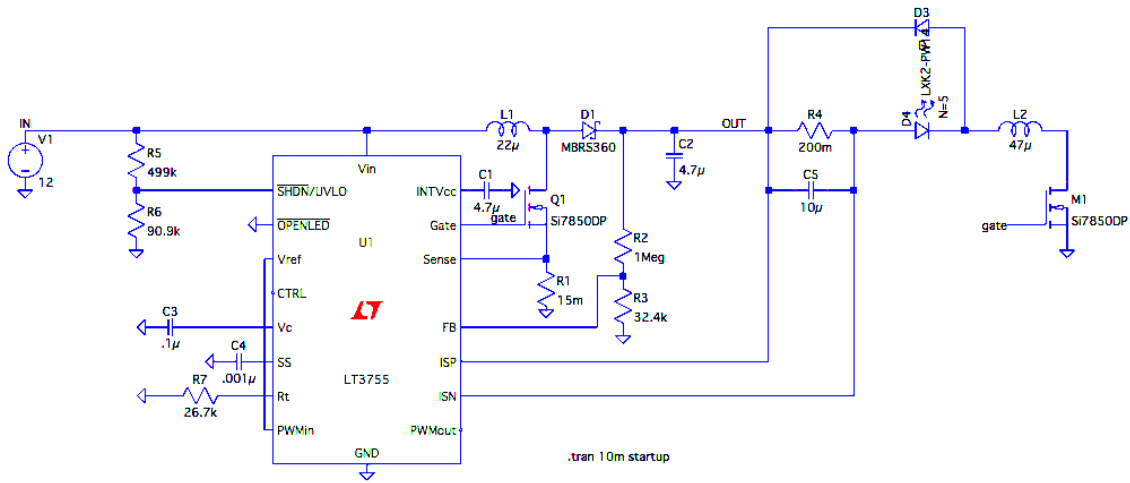 D3
LXK2-PW14
N=5
D4
IN
V1
12
R5
499k
R6
90.9k
L1
22µ
D1
MBRS360
OUT
C2
4.7µ
R4
200m
C5
10µ
L2
47µ
M1
Si7850DP
gate
Vin
SHDN/UVLO
OPENLED
Vref
CTRL
Vc
SS
Rt
PWMin
GND
U1
LT3755
INTVcc
Gate
Sense
FB
ISP
ISN
PWMout
C1
4.7µ
gate
Q1
Si7850DP
R1
15m
R2
1Meg
R3
32.4k
C3
.1µ
C4
.001µ
R7
26.7k
.tran 10m startup